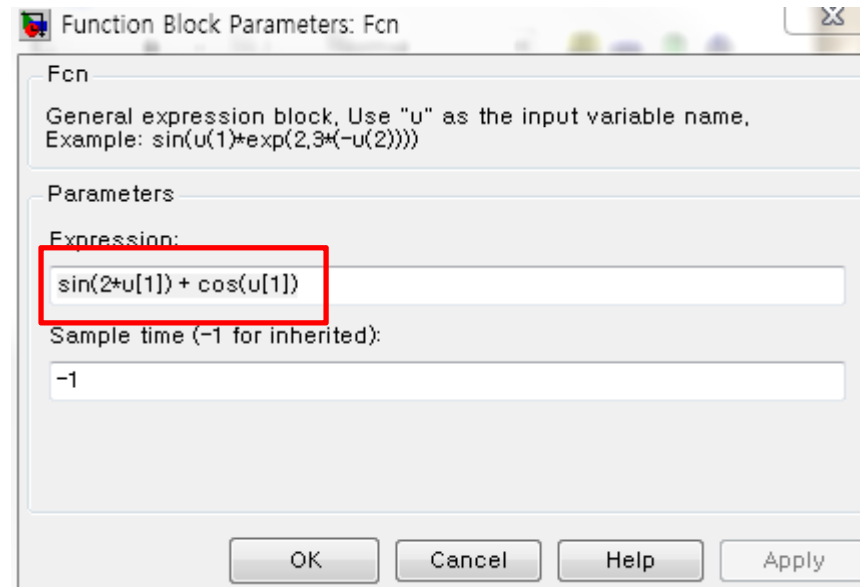 Function Block Parameters: Fcn
Fcn
General expression block, Use "u" as the input variable name,
Example: sin(u(1)*exp(2,3*(-u(2))))
Parameters
Expression:
sin(2*u[1]) + cos(u[1])
Sample time (-1 for inherited):
-1
OK Cancel Help Apply